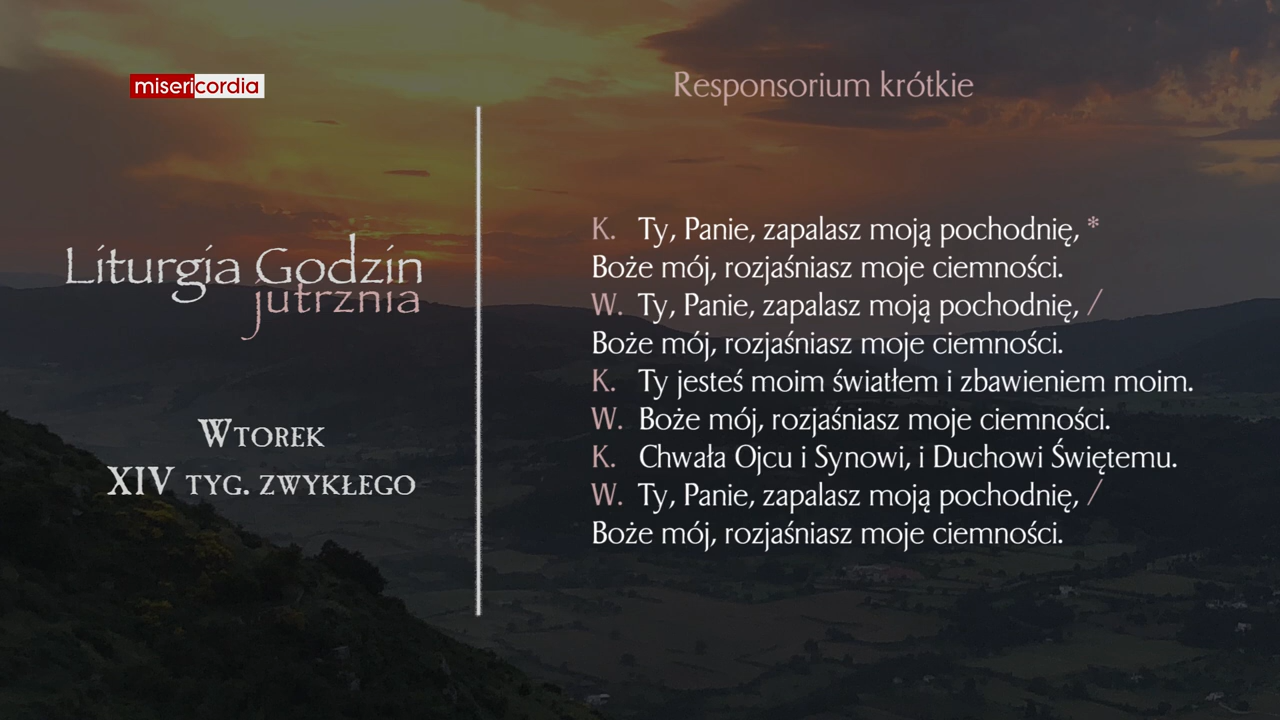 misericordia
Liturgia Godzin
jutrznia
Wtorek
XIV tyg. zwykłego
Responsorium krótkie
K. Ty, Panie, zapalasz moją pochodnię, *
Boże mój, rozjaśniasz moje ciemności.
W. Ty, Panie, zapalasz moją pochodnię, /
Boże mój, rozjaśniasz moje ciemności.
K. Ty jesteś moim światłem i zbawieniem moim.
W. Boże mój, rozjaśniasz moje ciemności.
K. Chwała Ojcu i Synowi, i Duchowi Świętemu.
W. Ty, Panie, zapalasz moją pochodnię, /
Boże mój, rozjaśniasz moje ciemności.